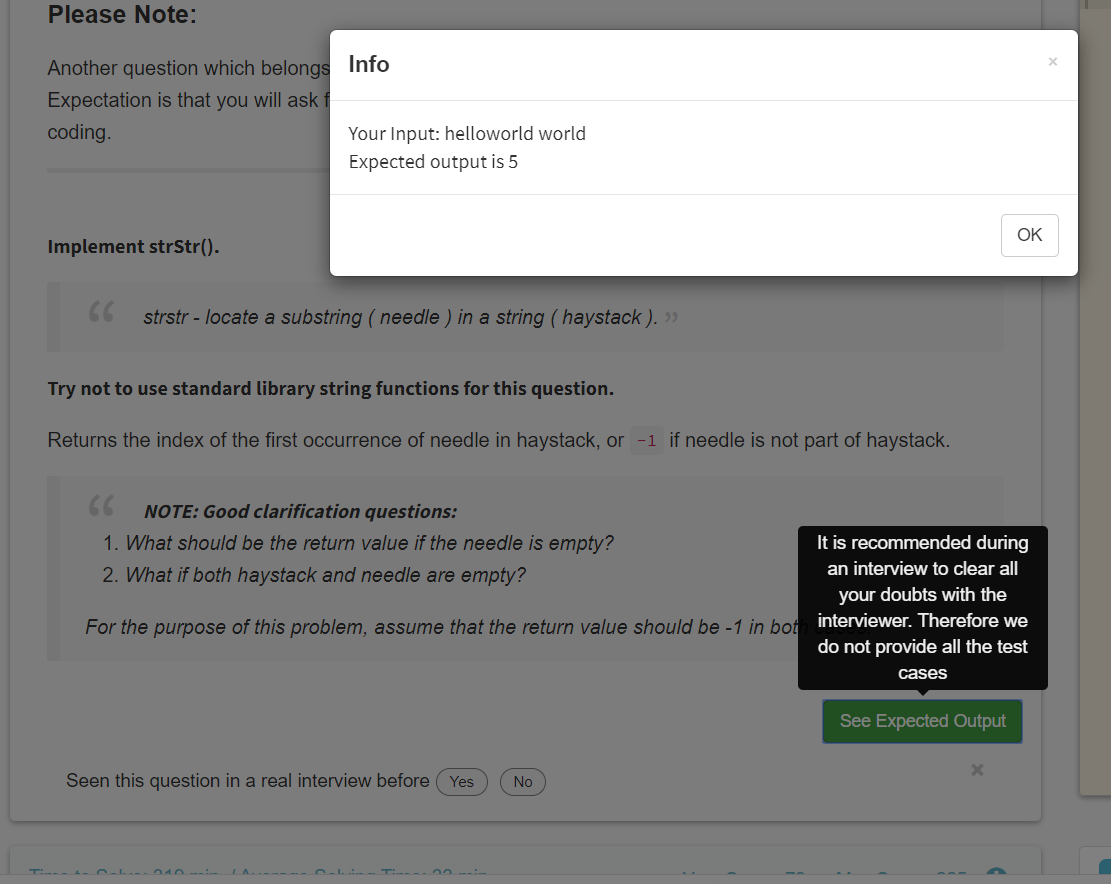 Please Note:
Another question which belongs
Expectation is that you will ask f
coding.
Info
×
Your Input: helloworld world
Expected output is 5
OK
Implement strStr().
“ strstr - locate a substring ( needle ) in a string ( haystack ). ”
Try not to use standard library string functions for this question.
Returns the index of the first occurrence of needle in haystack, or -1 if needle is not part of haystack.
“ NOTE: Good clarification questions:
1. What should be the return value if the needle is empty?
2. What if both haystack and needle are empty?
For the purpose of this problem, assume that the return value should be -1 in both cases.
It is recommended during
an interview to clear all
your doubts with the
interviewer. Therefore we
do not provide all the test
cases
See Expected Output
Seen this question in a real interview before Yes No
×